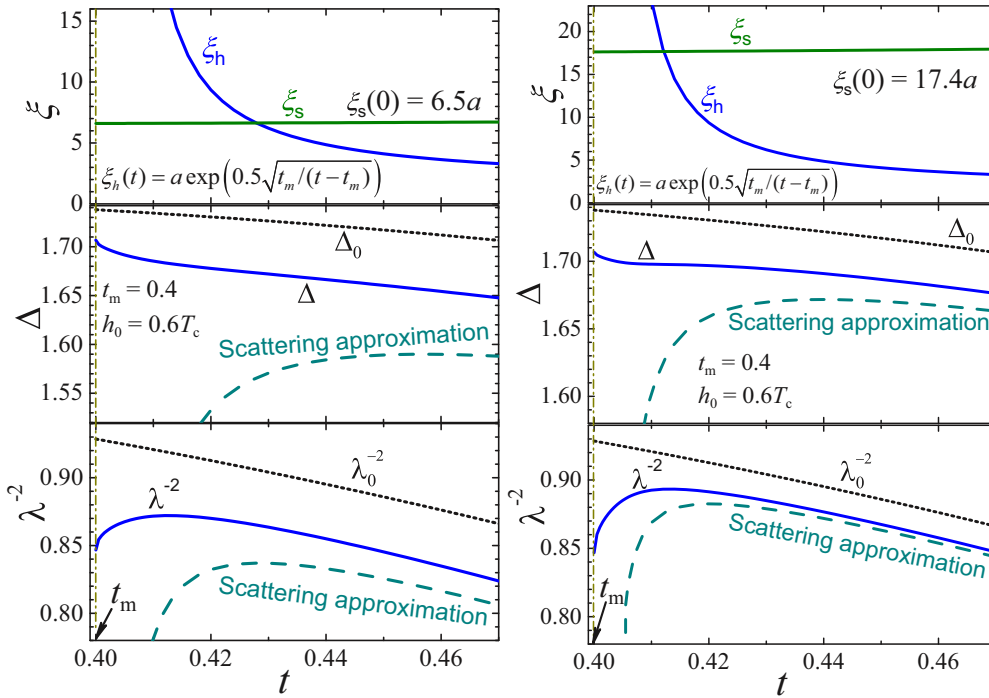 ξ
15
10
5
0
ξh
ξs
ξs(0) = 6.5a
ξh(t) = a exp(0.5√tm/(t−tm))
Δ
1.70
1.65
1.60
1.55
Δ0
Δ
tm = 0.4
h0 = 0.6Tc
Scattering approximation
λ-2
0.90
0.85
0.80
λ0-2
λ-2
Scattering approximation
tm
0.40 0.42 0.44 0.46
t
ξ
20
15
10
5
0
ξs
ξh
ξs(0) = 17.4a
ξh(t) = a exp(0.5√tm/(t−tm))
Δ
1.70
1.65
1.60
Δ0
Δ
Scattering approximation
tm = 0.4
h0 = 0.6Tc
λ-2
0.90
0.85
0.80
λ0-2
λ-2
Scattering approximation
tm
0.40 0.42 0.44 0.46
t